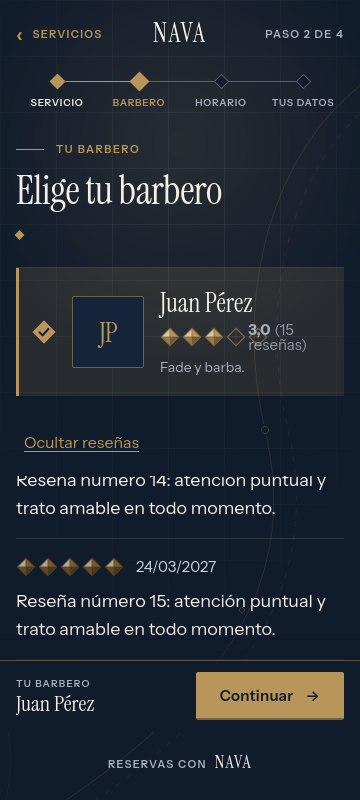 ‹ SERVICIOS NAVA PASO 2 DE 4
SERVICIO BARBERO HORARIO TUS DATOS
TU BARBERO
Elige tu barbero
JP
Juan Pérez
3,0 (15
reseñas)
Fade y barba.
Ocultar reseñas
Reseña número 14: atención puntual y
trato amable en todo momento.
24/03/2027
Reseña número 15: atención puntual y
trato amable en todo momento.
TU BARBERO
Juan Pérez
Continuar →
RESERVAS CON NAVA